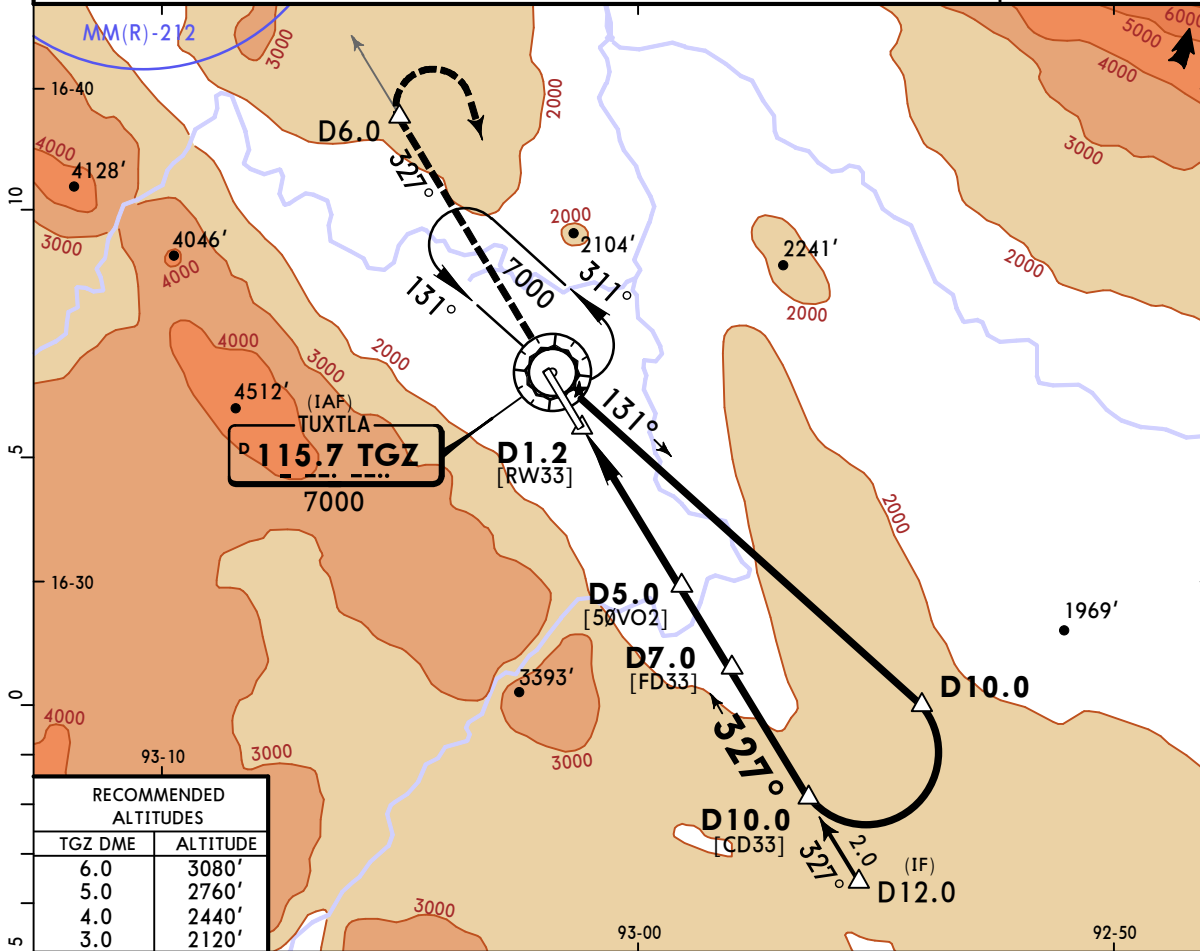 MM(R)-212
3000
2000
6000
5000
4000
3000
16-40
D6.0
327°
4000
4128'
10
3000
4046'
4000
2000
2104'
2241'
2000
2000
7000
311°
131°
4000
3000
2000
4512'
(IAF)
TUXTLA
D 115.7 TGZ
7000
131°
D1.2
[RW33]
5
2000
16-30
D5.0
[5ØVO2]
1969'
D7.0
[FD33]
3393'
D10.0
0
4000
93-10
3000
3000
327°
D10.0
[CD33]
2.0
327°
(IF)
D12.0
RECOMMENDED
ALTITUDES
TGZ DME ALTITUDE
6.0 3080'
5.0 2760'
4.0 2440'
3.0 2120'
3000
5
93-00
92-50